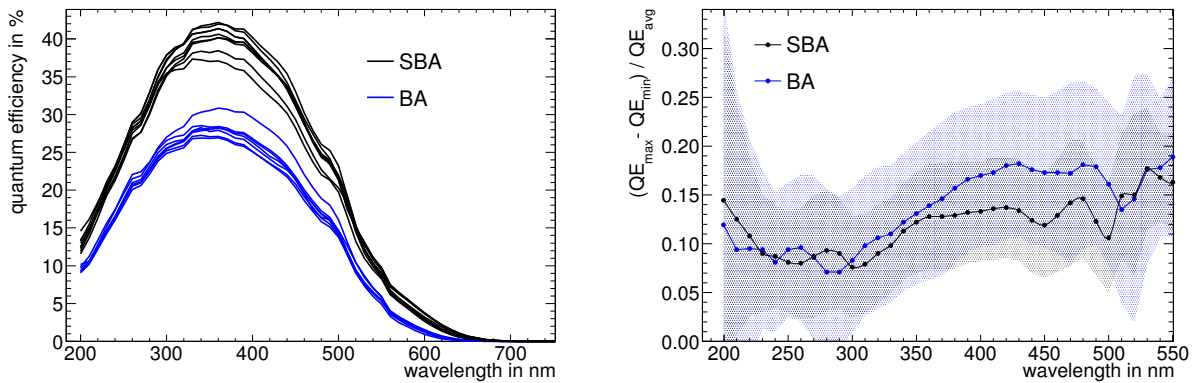 quantum efficiency in %
40
35
30
25
20
15
10
5
0
SBA
BA
200 300 400 500 600 700
wavelength in nm
(QE_max - QE_min) / QE_avg
0.30
0.25
0.20
0.15
0.10
0.05
0.00
SBA
BA
200 250 300 350 400 450 500 550
wavelength in nm